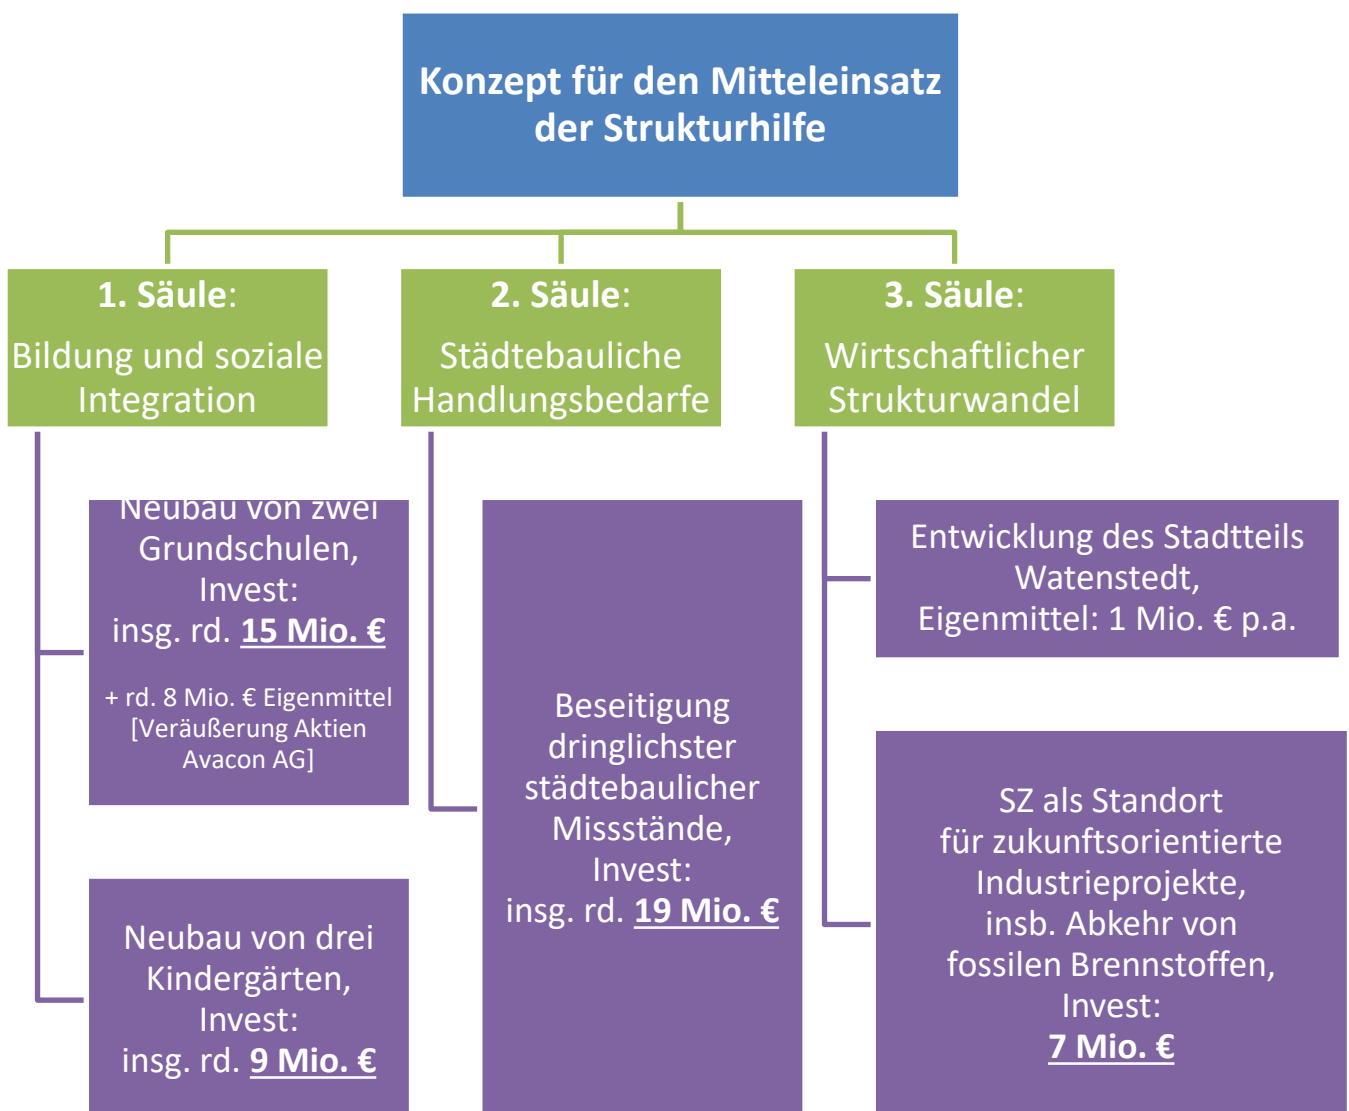 Konzept für den Mitteleinsatz
der Strukturhilfe
1. Säule:
Bildung und soziale
Integration
Neubau von zwei
Grundschulen,
Invest:
insg. rd. 15 Mio. €
+ rd. 8 Mio. € Eigenmittel
[Veräußerung Aktien
Avacon AG]
Neubau von drei
Kindergärten,
Invest:
insg. rd. 9 Mio. €
2. Säule:
Städtebauliche
Handlungsbedarfe
Beseitigung
dringlichster
städtebaulicher
Missstände,
Invest:
insg. rd. 19 Mio. €
3. Säule:
Wirtschaftlicher
Strukturwandel
Entwicklung des Stadtteils
Watenstedt,
Eigenmittel: 1 Mio. € p.a.
SZ als Standort
für zukunftsorientierte
Industrieprojekte,
insb. Abkehr von
fossilen Brennstoffen,
Invest:
7 Mio. €